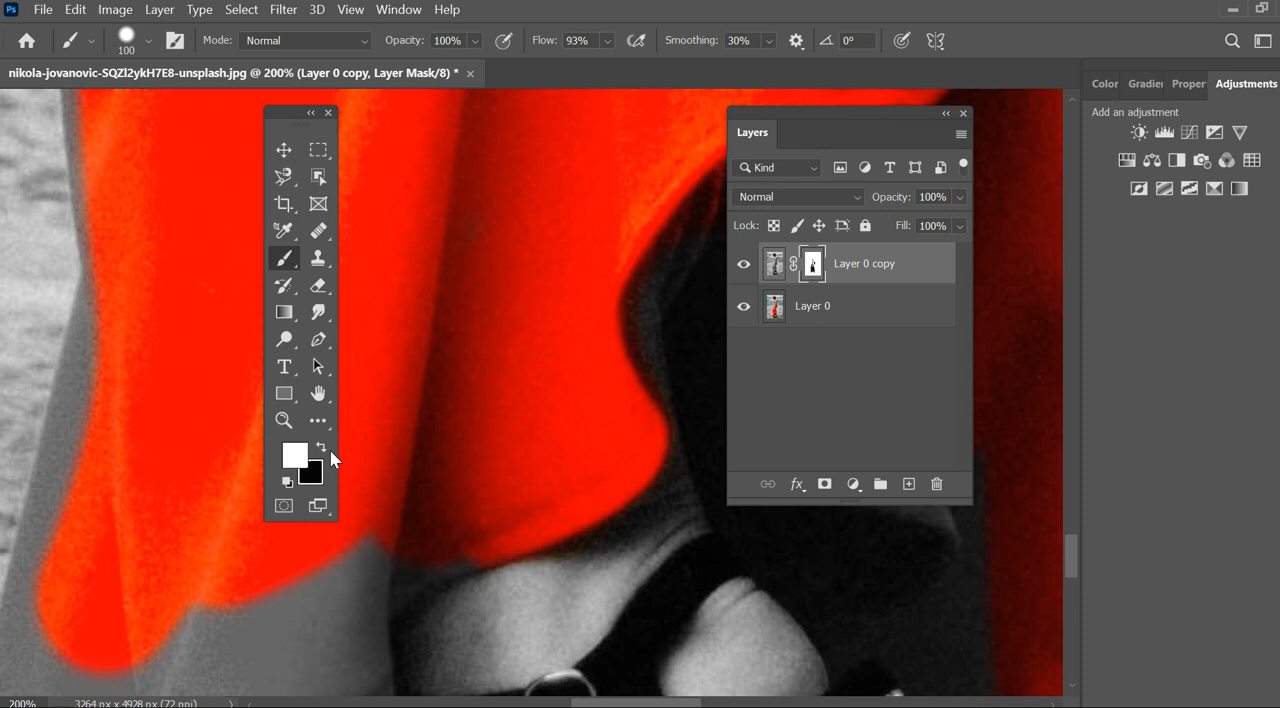 Ps File Edit Image Layer Type Select Filter 3D View Window Help
100 Mode: Normal Opacity: 100% Flow: 93% Smoothing: 30% 0°
nikola-jovanovic-SQZl2ykH7E8-unsplash.jpg @ 200% (Layer 0 copy, Layer Mask/8) * ×
Color Gradie Proper Adjustments
Add an adjustment
Layers
Kind
Normal Opacity: 100%
Lock: Fill: 100%
Layer 0 copy
Layer 0
fx
200% 3264 px x 4928 px (72 ppi)